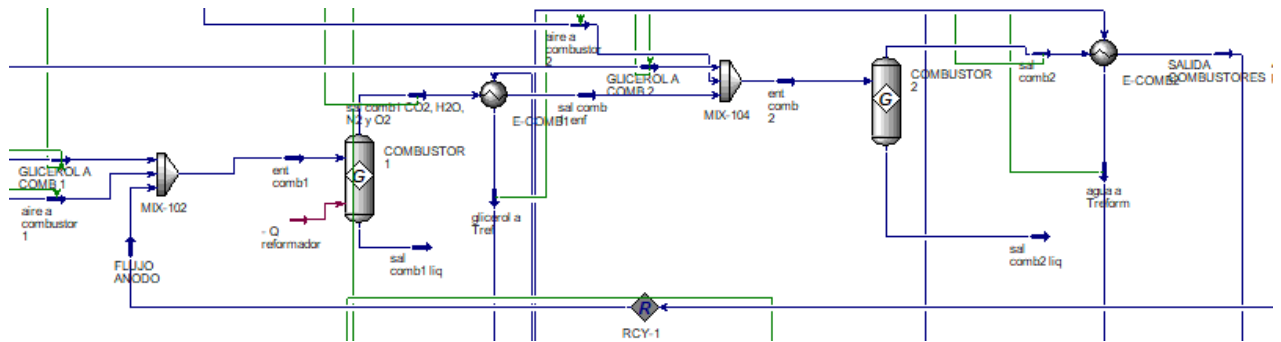 aire a
combustor
2
GLICEROL A
COMB 2
MIX-104
ent
comb
2
COMBUSTOR
2
G
sal
comb2
E-COMB2
SALIDA
COMBUSTORES
sal comb1 CO2, H2O,
N2 y O2
E-COMB1
sal comb
1 enf
COMBUSTOR
1
G
GLICEROL A
COMB 1
aire a
combustor
1
MIX-102
ent
comb1
- Q
reformador
sal
comb1 liq
glicerol a
Tref
agua a
Treform
sal
comb2 liq
FLUJO
ANODO
R
RCY-1